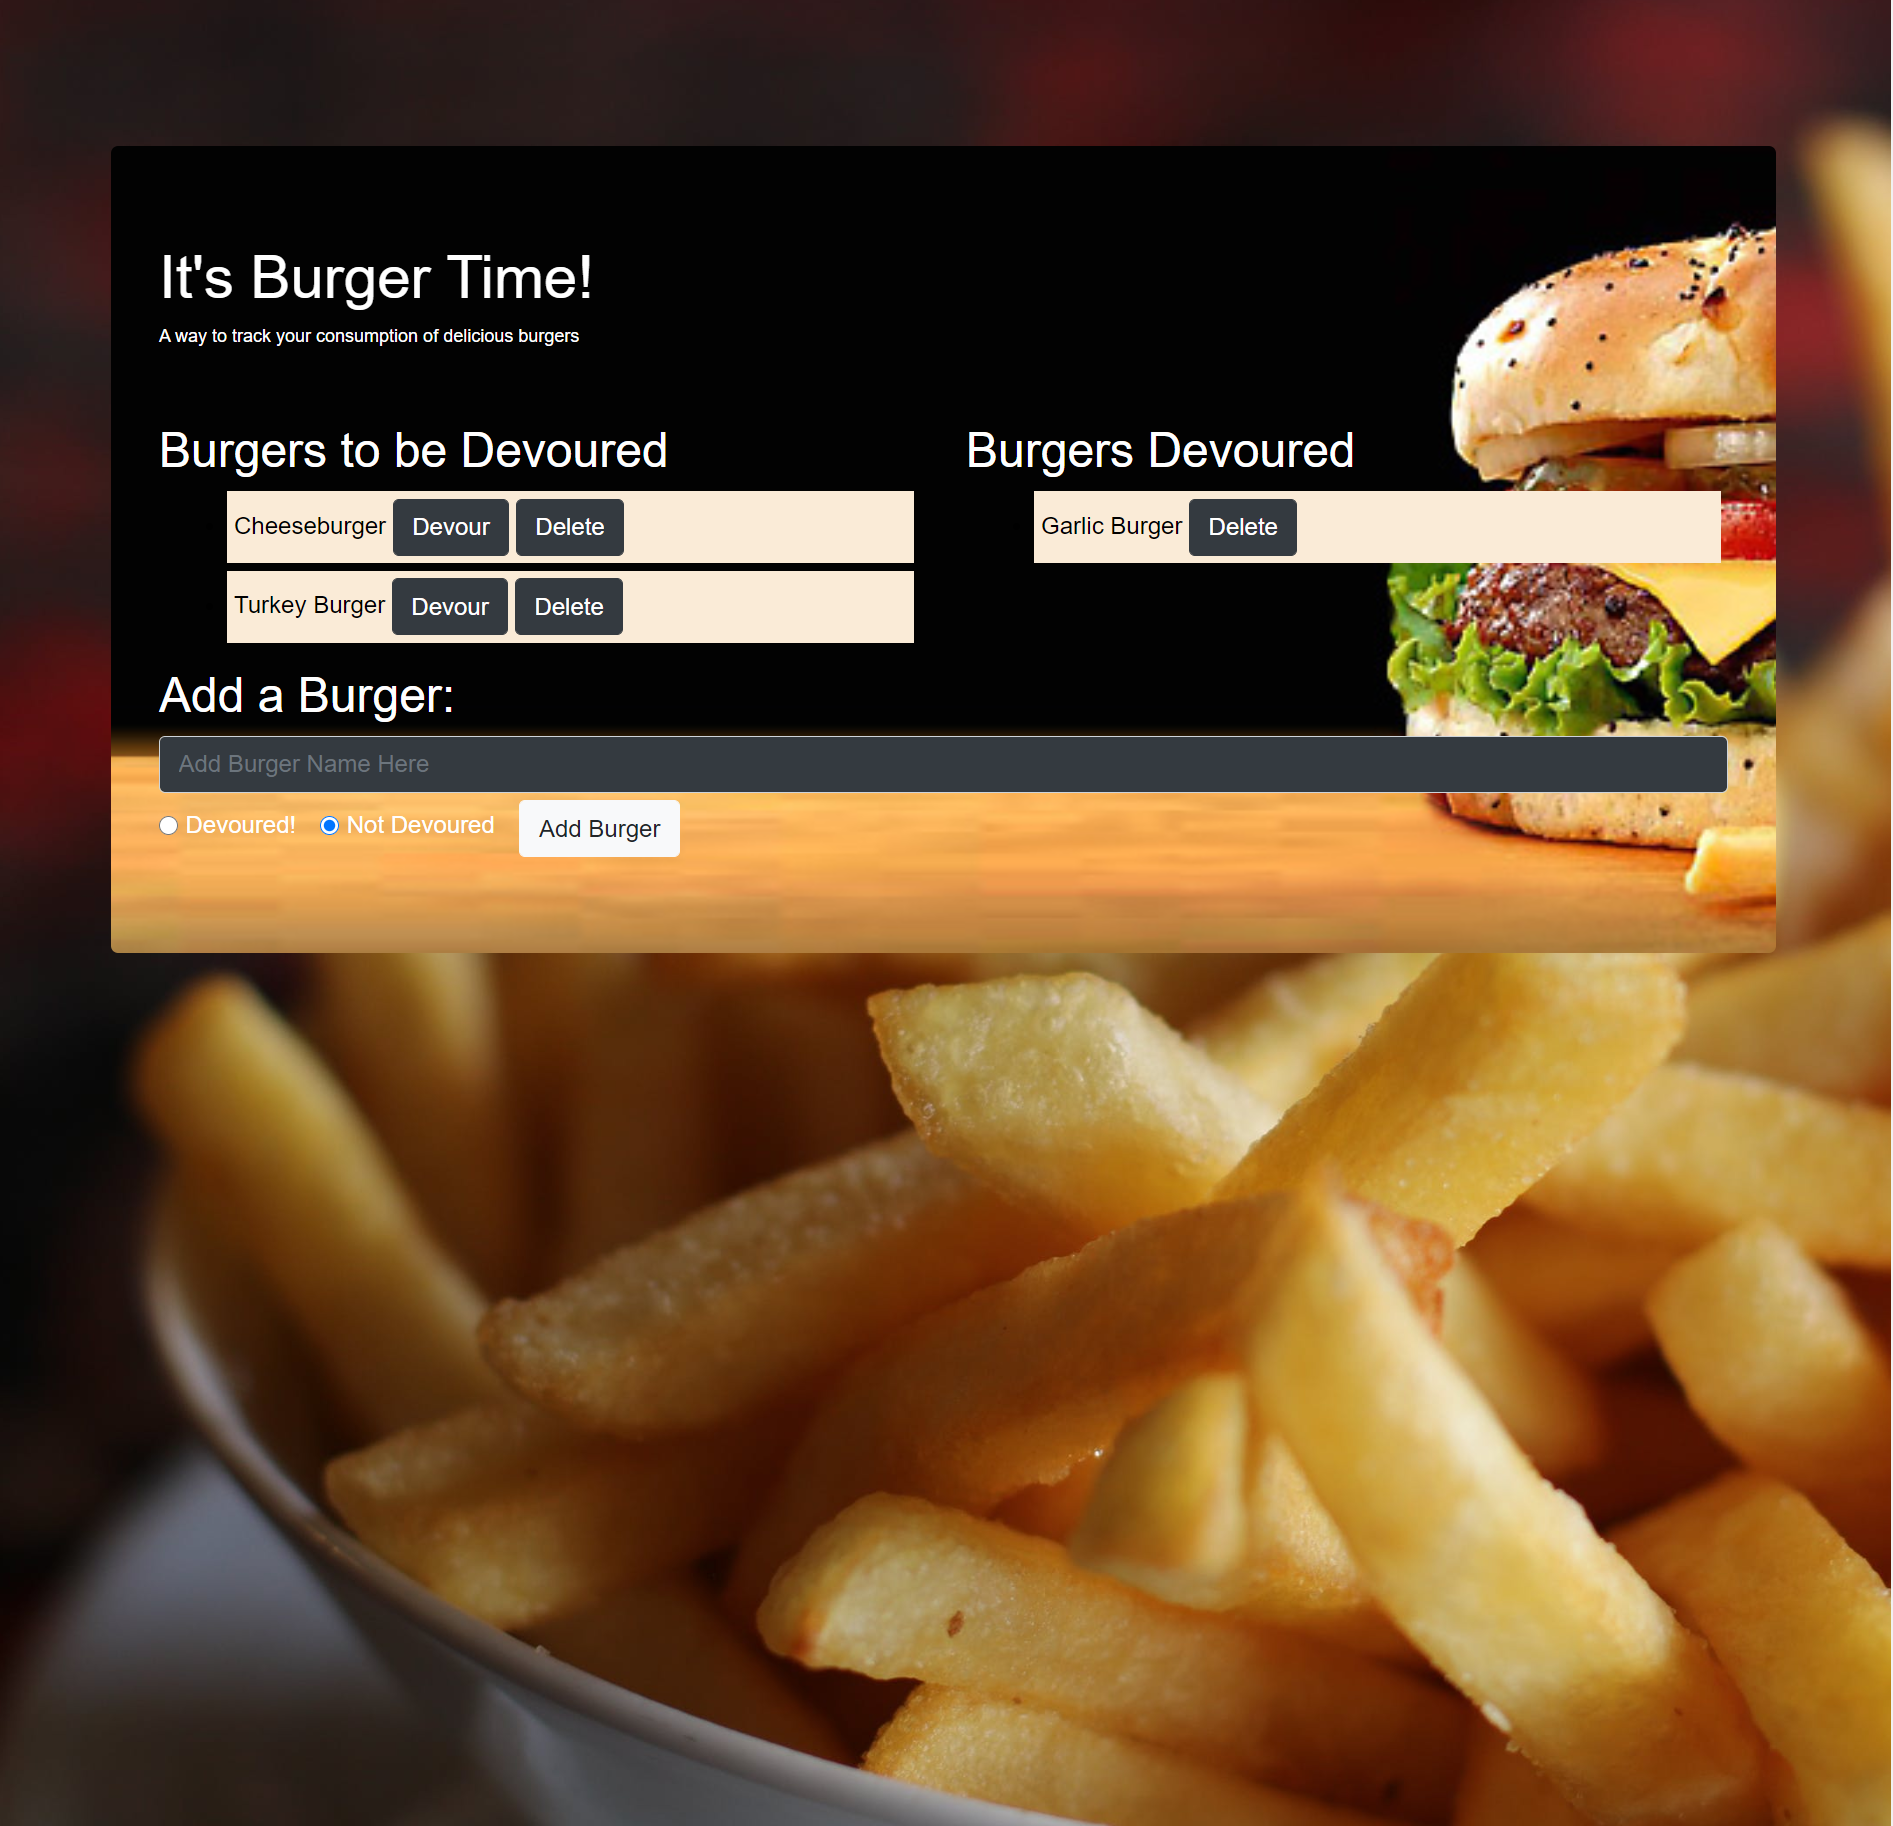 It's Burger Time!
A way to track your consumption of delicious burgers
Burgers to be Devoured
Cheeseburger Devour Delete
Turkey Burger Devour Delete
Burgers Devoured
Garlic Burger Delete
Add a Burger:
Add Burger Name Here
Devoured! Not Devoured Add Burger